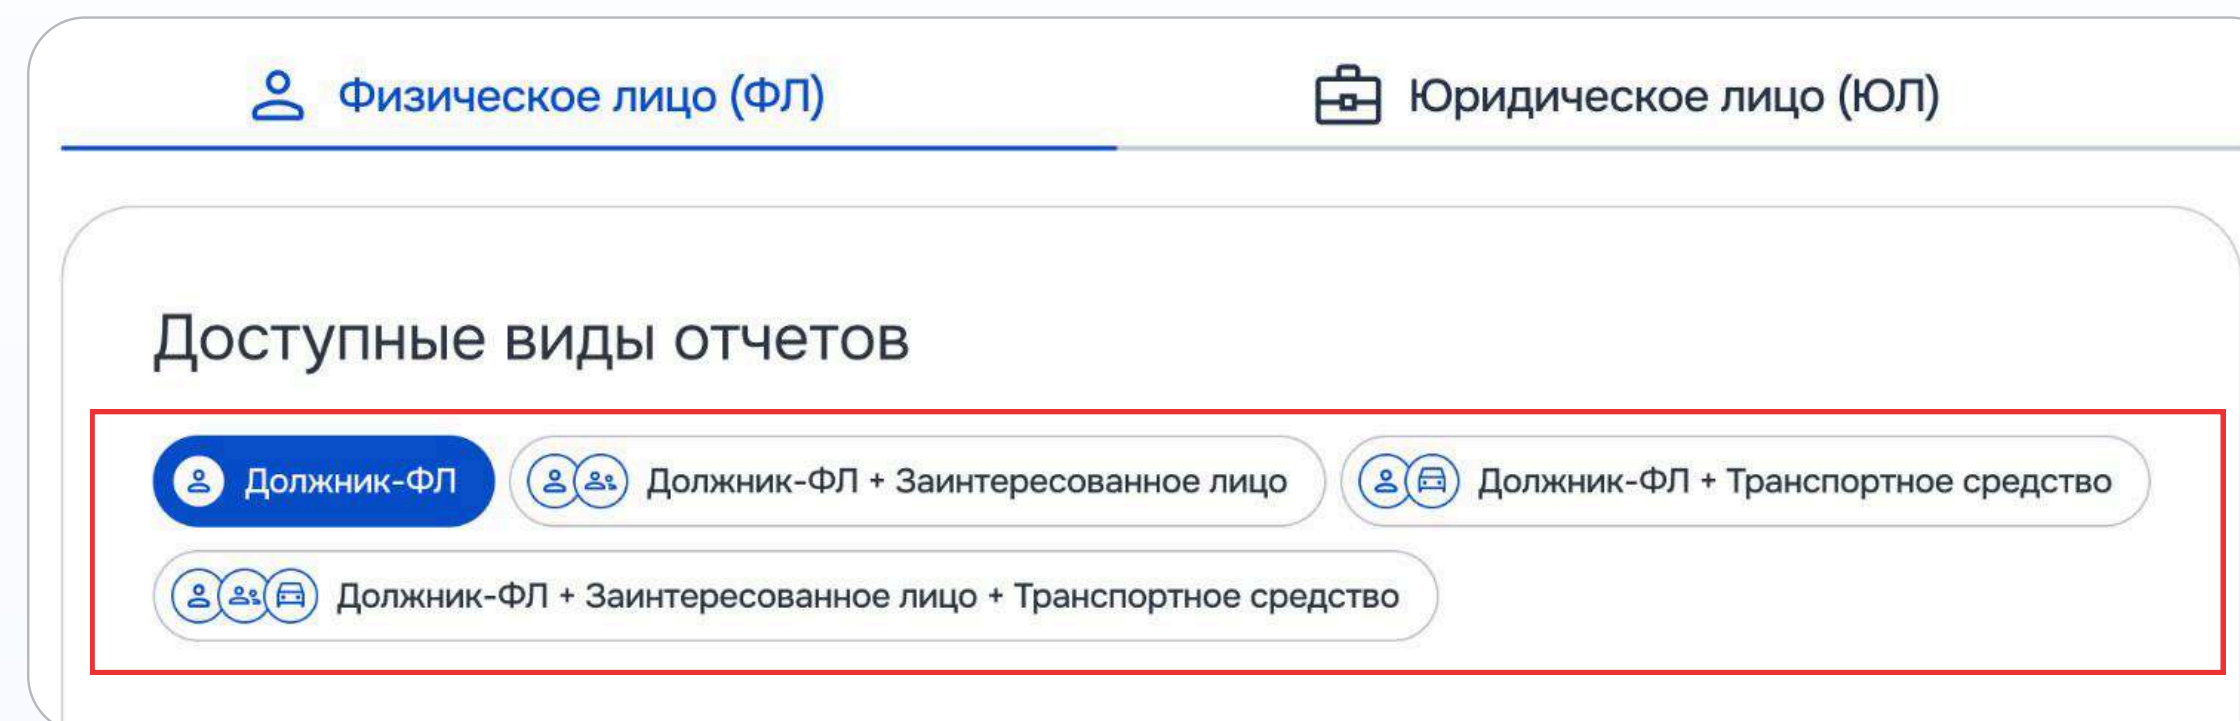 Физическое лицо (ФЛ)
Юридическое лицо (ЮЛ)
Доступные виды отчетов
Должник-ФЛ
Должник-ФЛ + Заинтересованное лицо
Должник-ФЛ + Транспортное средство
Должник-ФЛ + Заинтересованное лицо + Транспортное средство